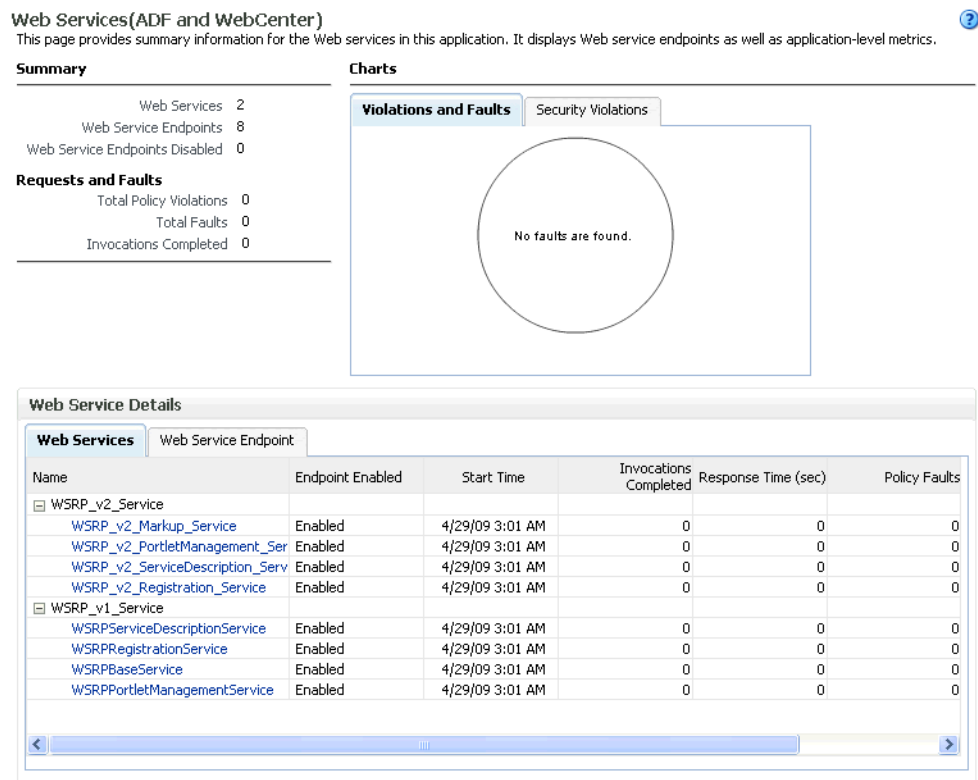 Web Services(ADF and WebCenter)
This page provides summary information for the Web services in this application. It displays Web service endpoints as well as application-level metrics.
Summary
Web Services 2
Web Service Endpoints 8
Web Service Endpoints Disabled 0
Requests and Faults
Total Policy Violations 0
Total Faults 0
Invocations Completed 0
Charts
Violations and Faults Security Violations
No faults are found.
Web Service Details
Web Services Web Service Endpoint
Name Endpoint Enabled Start Time Invocations Completed Response Time (sec) Policy Faults
WSRP_v2_Service
WSRP_v2_Markup_Service Enabled 4/29/09 3:01 AM 0 0 0
WSRP_v2_PortletManagement_Ser Enabled 4/29/09 3:01 AM 0 0 0
WSRP_v2_ServiceDescription_Serv Enabled 4/29/09 3:01 AM 0 0 0
WSRP_v2_Registration_Service Enabled 4/29/09 3:01 AM 0 0 0
WSRP_v1_Service
WSRPServiceDescriptionService Enabled 4/29/09 3:01 AM 0 0 0
WSRPRegistrationService Enabled 4/29/09 3:01 AM 0 0 0
WSRPBaseService Enabled 4/29/09 3:01 AM 0 0 0
WSRPPortletManagementService Enabled 4/29/09 3:01 AM 0 0 0